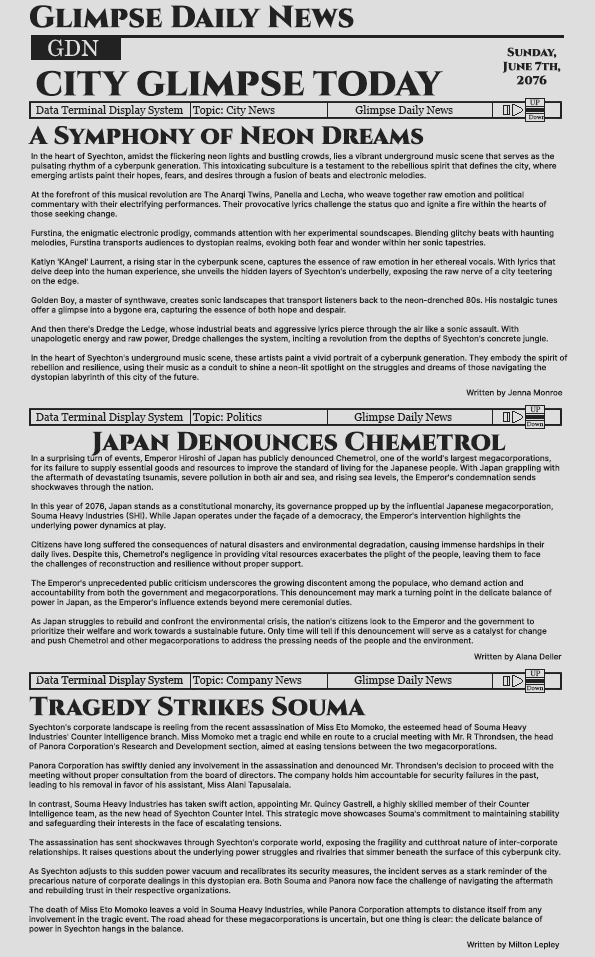 Glimpse Daily News
GDN
Sunday,
June 7th,
2076
City Glimpse Today
Data Terminal Display System Topic: City News Glimpse Daily News UP Down
A Symphony of Neon Dreams
In the heart of Syechton, amidst the flickering neon lights and bustling crowds, lies a vibrant underground music scene that serves as the
pulsating rhythm of a cyberpunk generation. This intoxicating subculture is a testament to the rebellious spirit that defines the city, where
emerging artists paint their hopes, fears, and desires through a fusion of beats and electronic melodies.
At the forefront of this musical revolution are The Anarqi Twins, Panella and Lecha, who weave together raw emotion and political
commentary with their electrifying performances. Their provocative lyrics challenge the status quo and ignite a fire within the hearts of
those seeking change.
Furstina, the enigmatic electronic prodigy, commands attention with her experimental soundscapes. Blending glitchy beats with haunting
melodies, Furstina transports audiences to dystopian realms, evoking both fear and wonder within her sonic tapestries.
Katlyn 'KAngel' Laurrent, a rising star in the cyberpunk scene, captures the essence of raw emotion in her ethereal vocals. With lyrics that
delve deep into the human experience, she unveils the hidden layers of Syechton's underbelly, exposing the raw nerve of a city teetering
on the edge.
Golden Boy, a master of synthwave, creates sonic landscapes that transport listeners back to the neon-drenched 80s. His nostalgic tunes
offer a glimpse into a bygone era, capturing the essence of both hope and despair.
And then there's Dredge the Ledge, whose industrial beats and aggressive lyrics pierce through the air like a sonic assault. With
unapologetic energy and raw power, Dredge challenges the system, inciting a revolution from the depths of Syechton's concrete jungle.
In the heart of Syechton's underground music scene, these artists paint a vivid portrait of a cyberpunk generation. They embody the spirit of
rebellion and resilience, using their music as a conduit to shine a neon-lit spotlight on the struggles and dreams of those navigating the
dystopian labyrinth of this city of the future.
Written by Jenna Monroe
Data Terminal Display System Topic: Politics Glimpse Daily News UP Down
Japan Denounces Chemetrol
In a surprising turn of events, Emperor Hiroshi of Japan has publicly denounced Chemetrol, one of the world's largest megacorporations,
for its failure to supply essential goods and resources to improve the standard of living for the Japanese people. With Japan grappling with
the aftermath of devastating tsunamis, severe pollution in both air and sea, and rising sea levels, the Emperor's condemnation sends
shockwaves through the nation.
In this year of 2076, Japan stands as a constitutional monarchy, its governance propped up by the influential Japanese megacorporation,
Souma Heavy Industries (SHI). While Japan operates under the façade of a democracy, the Emperor's intervention highlights the
underlying power dynamics at play.
Citizens have long suffered the consequences of natural disasters and environmental degradation, causing immense hardships in their
daily lives. Despite this, Chemetrol's negligence in providing vital resources exacerbates the plight of the people, leaving them to face
the challenges of reconstruction and resilience without proper support.
The Emperor's unprecedented public criticism underscores the growing discontent among the populace, who demand action and
accountability from both the government and megacorporations. This denouncement may mark a turning point in the delicate balance of
power in Japan, as the Emperor's influence extends beyond mere ceremonial duties.
As Japan struggles to rebuild and confront the environmental crisis, the nation's citizens look to the Emperor and the government to
prioritize their welfare and work towards a sustainable future. Only time will tell if this denouncement will serve as a catalyst for change
and push Chemetrol and other megacorporations to address the pressing needs of the people and the environment.
Written by Alana Deller
Data Terminal Display System Topic: Company News Glimpse Daily News UP Down
Tragedy Strikes Souma
Syechton's corporate landscape is reeling from the recent assassination of Miss Eto Momoko, the esteemed head of Souma Heavy
Industries' Counter Intelligence branch. Miss Momoko met a tragic end while en route to a crucial meeting with Mr. R Throndsen, the head
of Panora Corporation's Research and Development section, aimed at easing tensions between the two megacorporations.
Panora Corporation has swiftly denied any involvement in the assassination and denounced Mr. Throndsen's decision to proceed with the
meeting without proper consultation from the board of directors. The company holds him accountable for security failures in the past,
leading to his removal in favor of his assistant, Miss Alani Tapusalaia.
In contrast, Souma Heavy Industries has taken swift action, appointing Mr. Quincy Gastrell, a highly skilled member of their Counter
Intelligence team, as the new head of Syechton Counter Intel. This strategic move showcases Souma's commitment to maintaining stability
and safeguarding their interests in the face of escalating tensions.
The assassination has sent shockwaves through Syechton's corporate world, exposing the fragility and cutthroat nature of inter-corporate
relationships. It raises questions about the underlying power struggles and rivalries that simmer beneath the surface of this cyberpunk city.
As Syechton adjusts to this sudden power vacuum and recalibrates its security measures, the incident serves as a stark reminder of the
precarious nature of corporate dealings in this dystopian era. Both Souma and Panora now face the challenge of navigating the aftermath
and rebuilding trust in their respective organizations.
The death of Miss Eto Momoko leaves a void in Souma Heavy Industries, while Panora Corporation attempts to distance itself from any
involvement in the tragic event. The road ahead for these megacorporations is uncertain, but one thing is clear: the delicate balance of
power in Syechton hangs in the balance.
Written by Milton Lepley